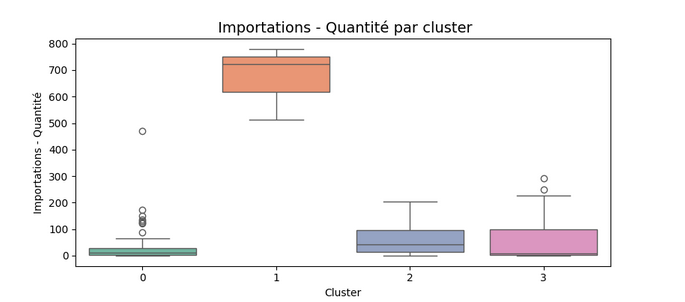 Importations - Quantité par cluster
Importations - Quantité
800
700
600
500
400
300
200
100
0
0 1 2 3
Cluster